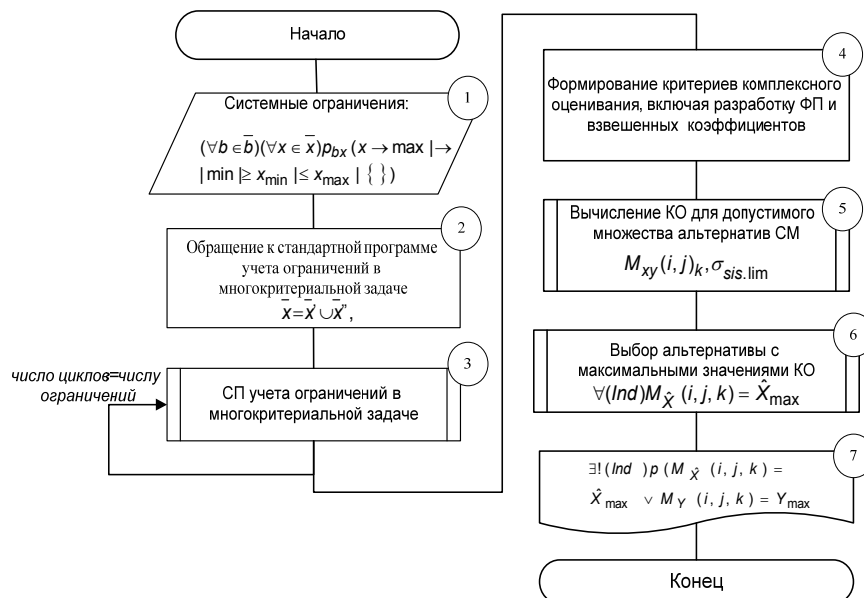 Начало
1
Системные ограничения:
(∀b ∈ b̅)(∀x ∈ x̅)p_bx (x → max | →
| min | ≥ x_min | ≤ x_max | { })
2
Обращение к стандартной программе
учета ограничений в
многокритериальной задаче
x̅ = x̅' ∪ x̅",
3
число циклов=числу
ограничений
СП учета ограничений в
многокритериальной задаче
4
Формирование критериев комплексного
оценивания, включая разработку ФП и
взвешенных коэффициентов
5
Вычисление КО для допустимого
множества альтернатив СМ
M_xy (i, j)_k, σ_sis.lim
6
Выбор альтернативы с
максимальными значениями КО
∀(Ind)M_X̂ (i, j, k) = X̂_max
7
∃!(Ind )p (M_X̂ (i, j, k) =
X̂_max ∨ M_Y (i, j, k) = Y_max
Конец